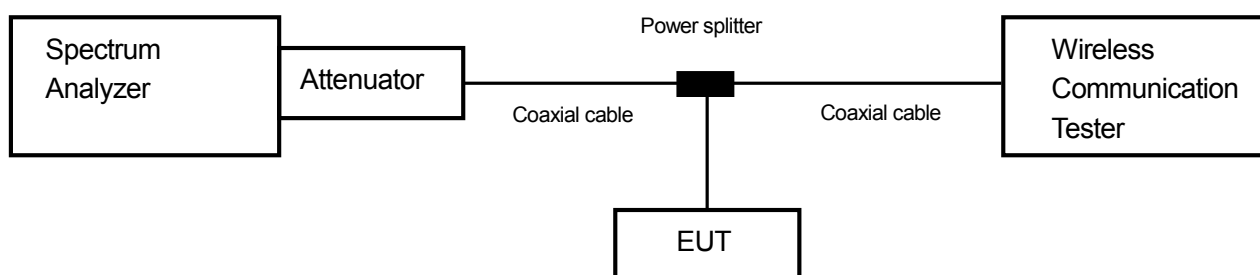 Spectrum
Analyzer
Attenuator
Coaxial cable
Power splitter
Coaxial cable
Wireless
Communication
Tester
EUT